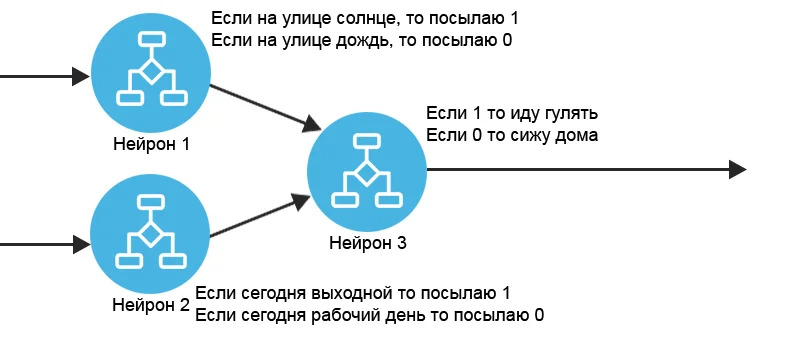 Если на улице солнце, то посылаю 1
Если на улице дождь, то посылаю 0
Нейрон 1
Если 1 то иду гулять
Если 0 то сижу дома
Нейрон 3
Нейрон 2
Если сегодня выходной то посылаю 1
Если сегодня рабочий день то посылаю 0